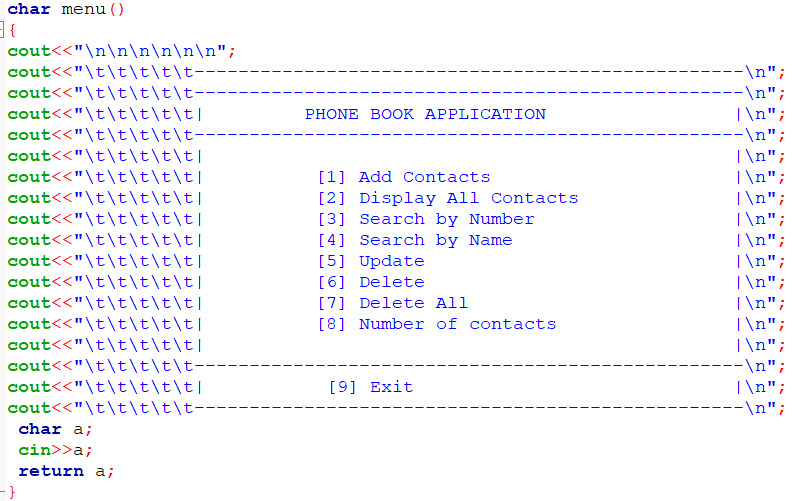 char menu()
{
cout<<"\n\n\n\n\n\n";
cout<<"\t\t\t\t\t--------------------------------------------------\n";
cout<<"\t\t\t\t\t--------------------------------------------------\n";
cout<<"\t\t\t\t\t|         PHONE BOOK APPLICATION                 |\n";
cout<<"\t\t\t\t\t--------------------------------------------------\n";
cout<<"\t\t\t\t\t|                                                |\n";
cout<<"\t\t\t\t\t|          [1] Add Contacts                      |\n";
cout<<"\t\t\t\t\t|          [2] Display All Contacts              |\n";
cout<<"\t\t\t\t\t|          [3] Search by Number                  |\n";
cout<<"\t\t\t\t\t|          [4] Search by Name                    |\n";
cout<<"\t\t\t\t\t|          [5] Update                            |\n";
cout<<"\t\t\t\t\t|          [6] Delete                            |\n";
cout<<"\t\t\t\t\t|          [7] Delete All                        |\n";
cout<<"\t\t\t\t\t|          [8] Number of contacts                |\n";
cout<<"\t\t\t\t\t|                                                |\n";
cout<<"\t\t\t\t\t--------------------------------------------------\n";
cout<<"\t\t\t\t\t|           [9] Exit                             |\n";
cout<<"\t\t\t\t\t--------------------------------------------------\n";
 char a;
 cin>>a;
 return a;
}